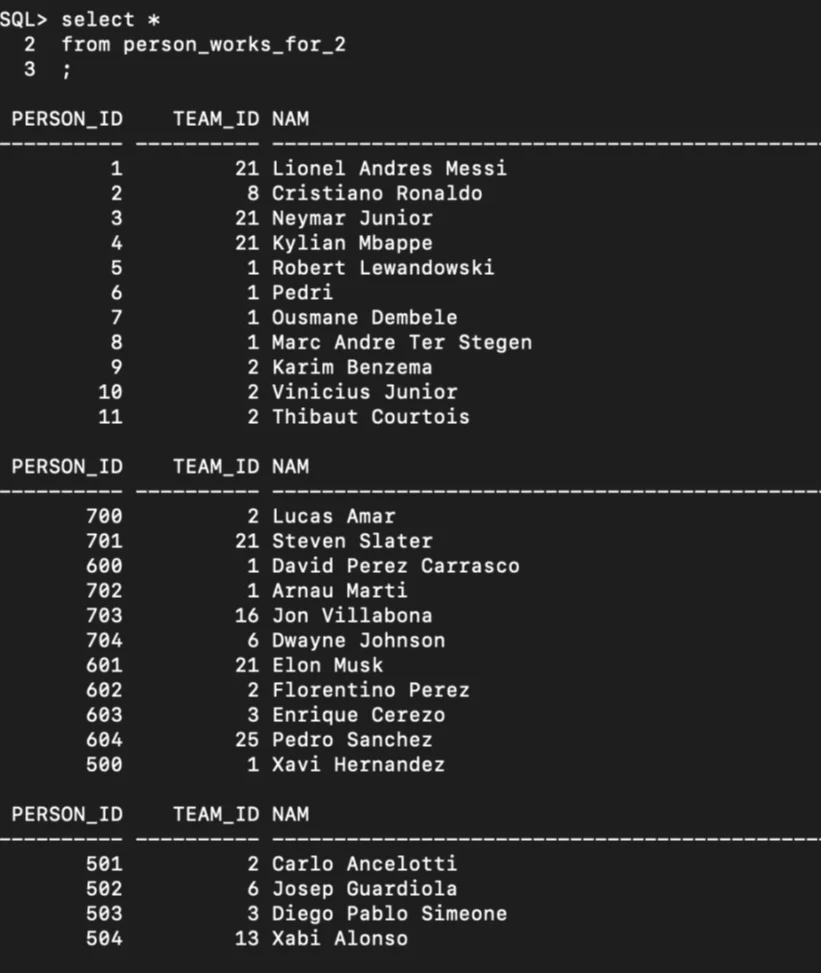 SQL> select *
  2  from person_works_for_2
  3  ;
 PERSON_ID    TEAM_ID NAM
---------- ---------- --------------------------------------------
         1         21 Lionel Andres Messi
         2          8 Cristiano Ronaldo
         3         21 Neymar Junior
         4         21 Kylian Mbappe
         5          1 Robert Lewandowski
         6          1 Pedri
         7          1 Ousmane Dembele
         8          1 Marc Andre Ter Stegen
         9          2 Karim Benzema
        10          2 Vinicius Junior
        11          2 Thibaut Courtois
 PERSON_ID    TEAM_ID NAM
---------- ---------- --------------------------------------------
       700          2 Lucas Amar
       701         21 Steven Slater
       600          1 David Perez Carrasco
       702          1 Arnau Marti
       703         16 Jon Villabona
       704          6 Dwayne Johnson
       601         21 Elon Musk
       602          2 Florentino Perez
       603          3 Enrique Cerezo
       604         25 Pedro Sanchez
       500          1 Xavi Hernandez
 PERSON_ID    TEAM_ID NAM
---------- ---------- --------------------------------------------
       501          2 Carlo Ancelotti
       502          6 Josep Guardiola
       503          3 Diego Pablo Simeone
       504         13 Xabi Alonso